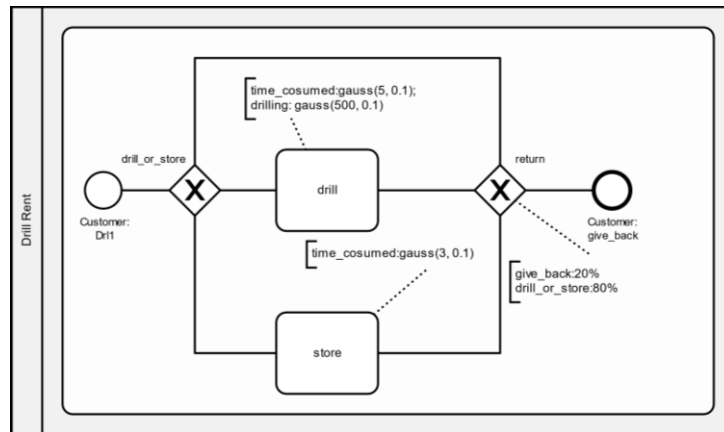 Drill Rent
time_cosumed:gauss(5, 0.1);
drilling: gauss(500, 0.1)
drill_or_store
return
X
drill
X
Customer:
Drl1
Customer:
give_back
time_cosumed:gauss(3, 0.1)
give_back:20%
drill_or_store:80%
store